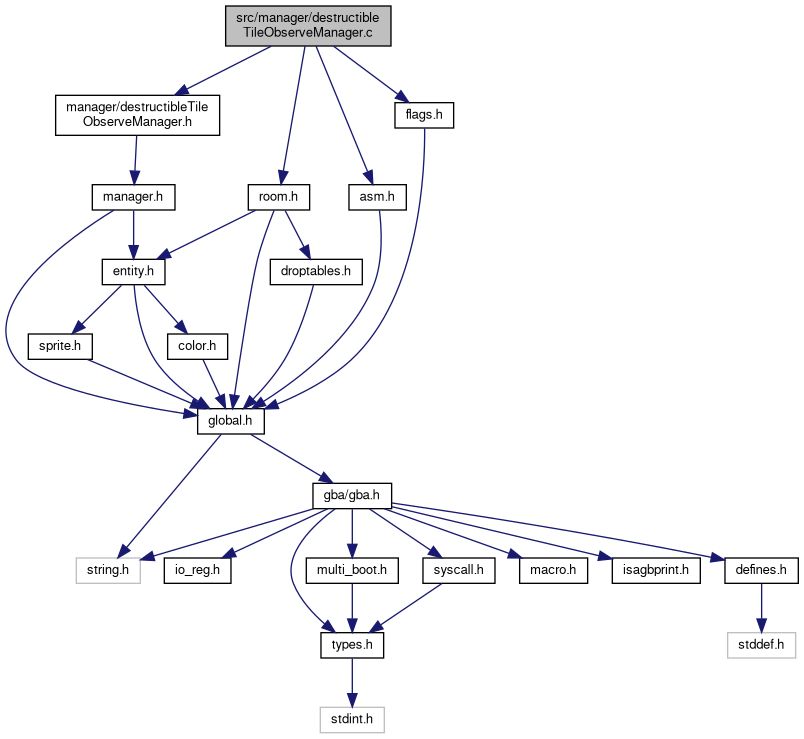 src/manager/destructible
TileObserveManager.c
manager/destructibleTile
ObserveManager.h
flags.h
manager.h
room.h
asm.h
entity.h
droptables.h
sprite.h
color.h
global.h
gba/gba.h
string.h
io_reg.h
multi_boot.h
syscall.h
macro.h
isagbprint.h
defines.h
types.h
stddef.h
stdint.h